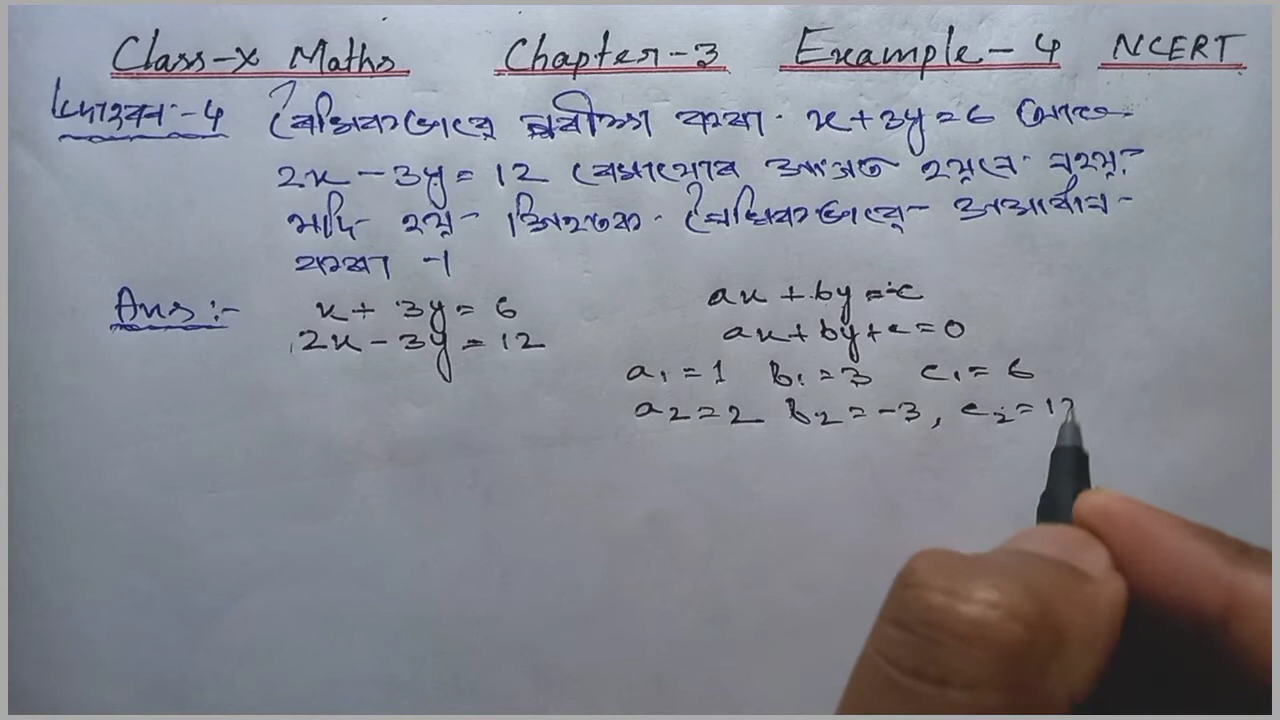 Class-X Maths Chapter-3 Example-4 NCERT
উদাহৰণ:-4 লৈখিকভাৱে পৰীক্ষা কৰা x+3y=6 আৰু
2x-3y=12 যোৰটো সংগত হয়নে নহয়?
যদি হয় সিহতক লৈখিকভাৱে সমাধান
কৰা ।
Ans:- x+3y=6 ax+by=-c
2x-3y=12 ax+by+c=0
a₁=1 b₁=3 c₁=6
a₂=2 b₂=-3, c₂=12